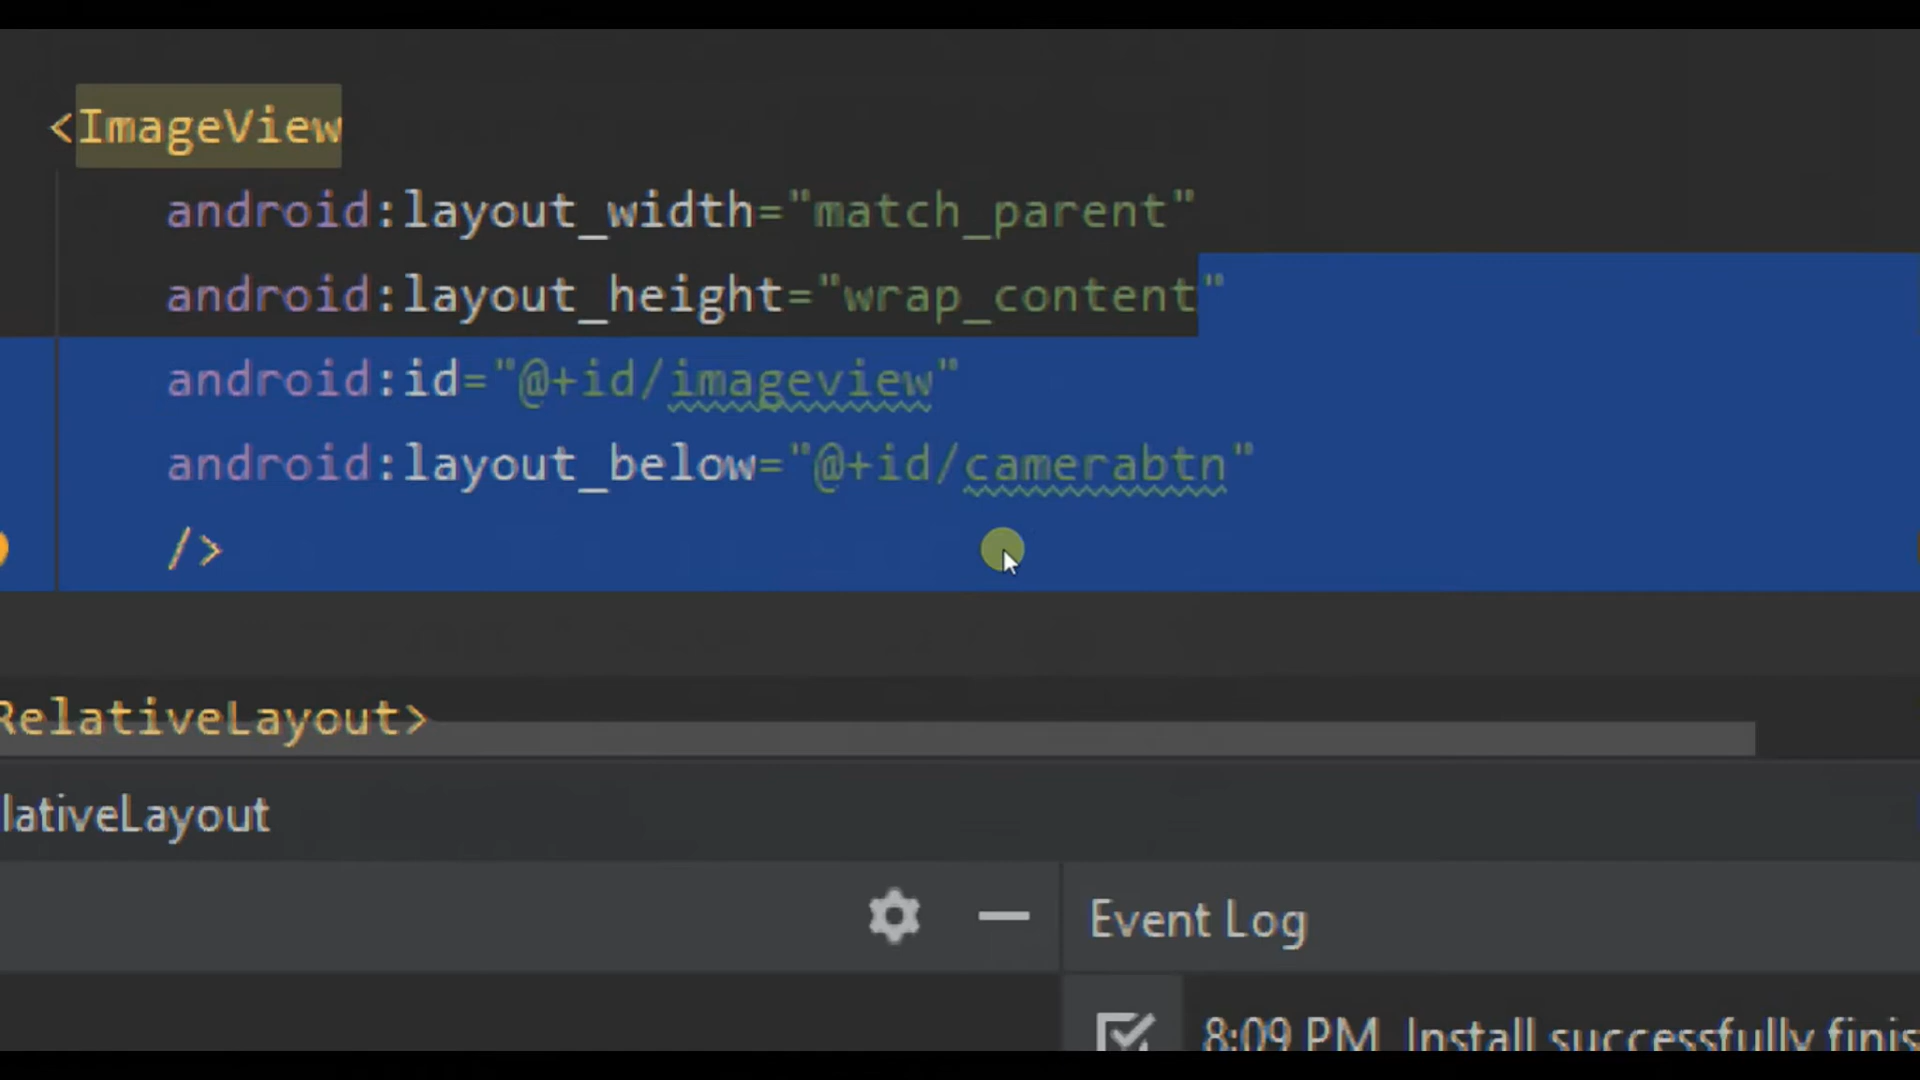 <ImageView
android:layout_width="match_parent"
android:layout_height="wrap_content"
android:id="@+id/imageview"
android:layout_below="@+id/camerabtn"
/>
RelativeLayout>
lativeLayout
Event Log
8:09 PM Install successfully finis